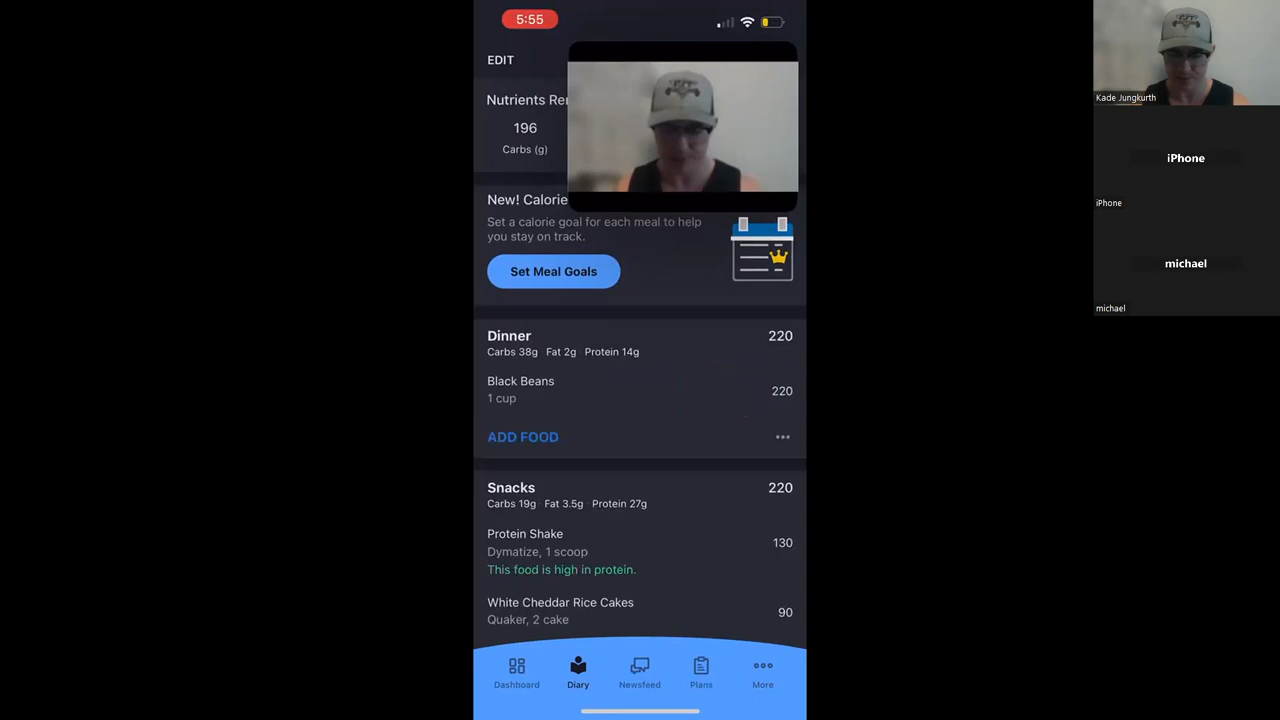 5:55
EDIT
Nutrients Re
196
Carbs (g)
New! Calorie
Set a calorie goal for each meal to help
you stay on track.
Set Meal Goals
Dinner 220
Carbs 38g · Fat 2g · Protein 14g
Black Beans
1 cup
220
ADD FOOD
Snacks 220
Carbs 19g · Fat 3.5g · Protein 27g
Protein Shake
Dymatize, 1 scoop
130
This food is high in protein.
White Cheddar Rice Cakes
Quaker, 2 cake
90
Dashboard
Diary
Newsfeed
Plans
More
Kade Jungkurth
iPhone
iPhone
michael
michael